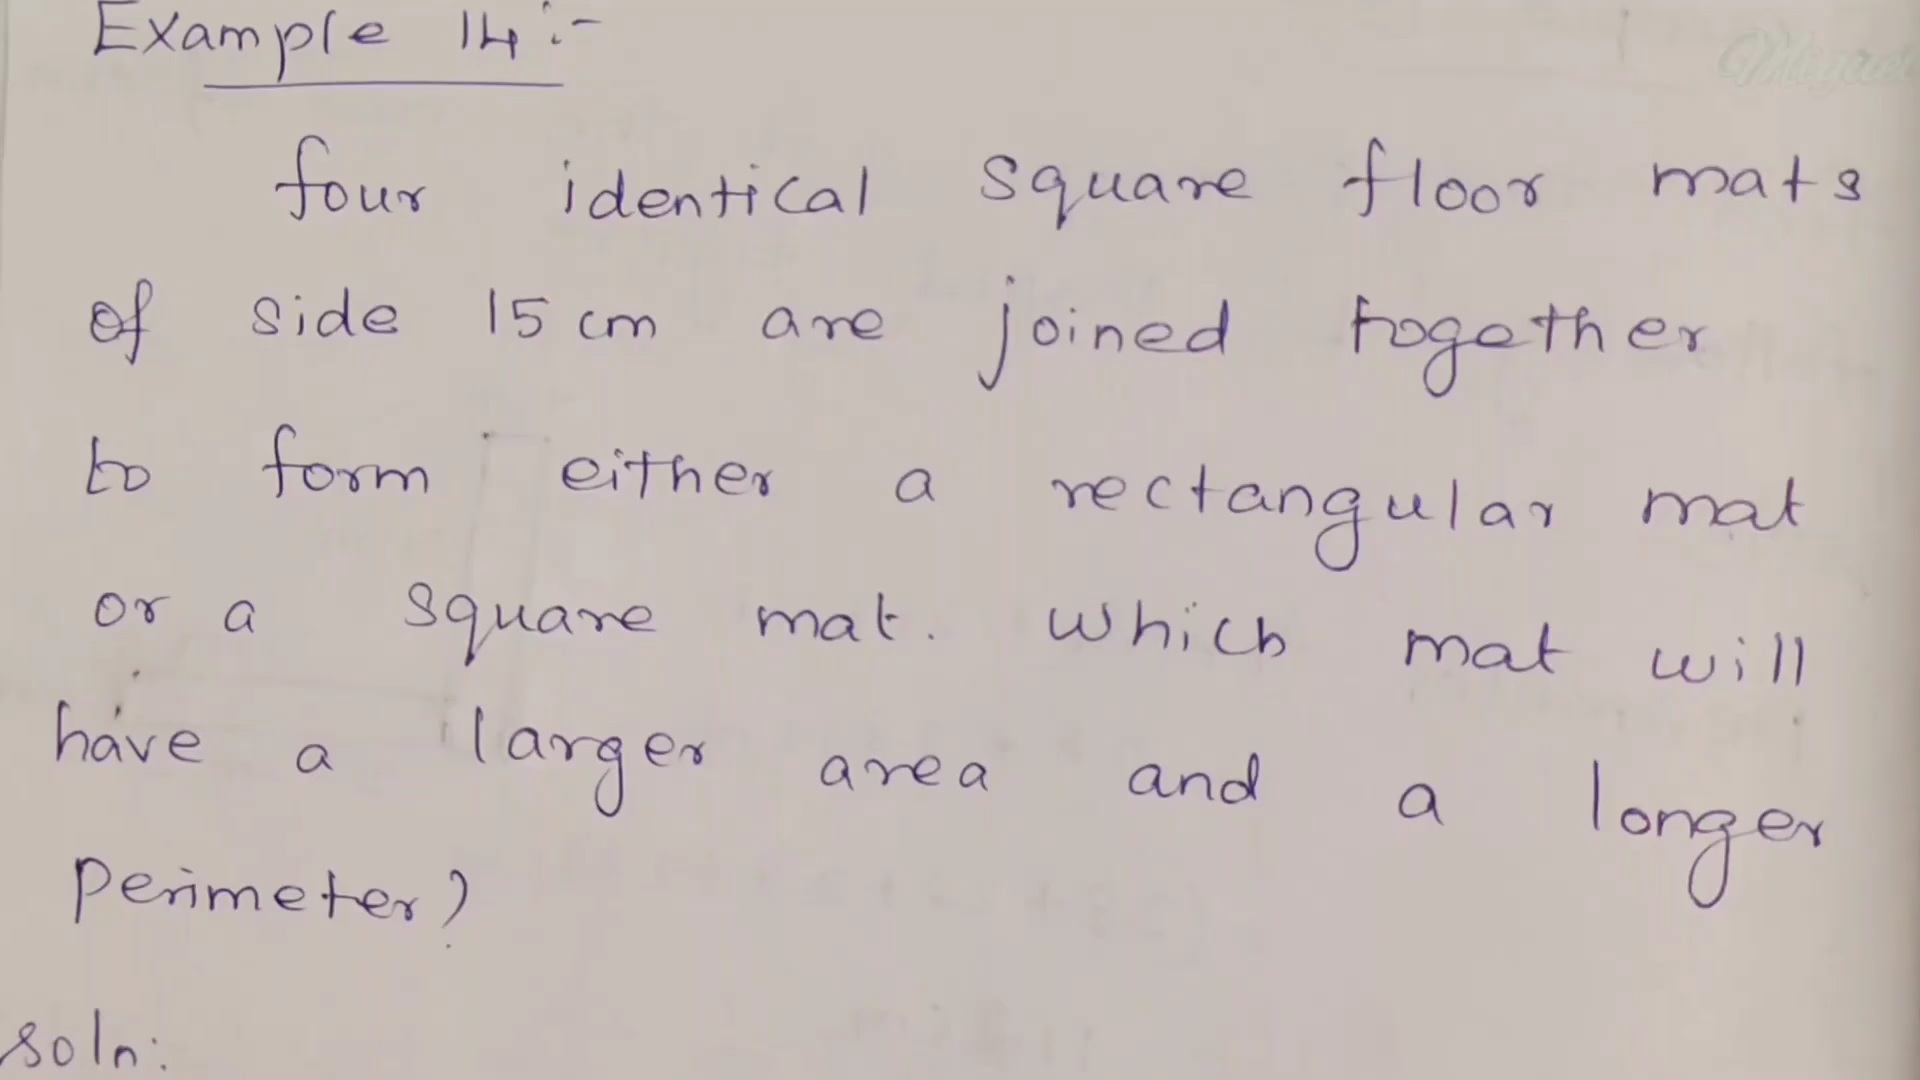 Example 14:-
four identical square floor mats
of side 15 cm are joined together
to form either a rectangular mat
or a square mat. which mat will
have a larger area and a longer
perimeter?
soln: